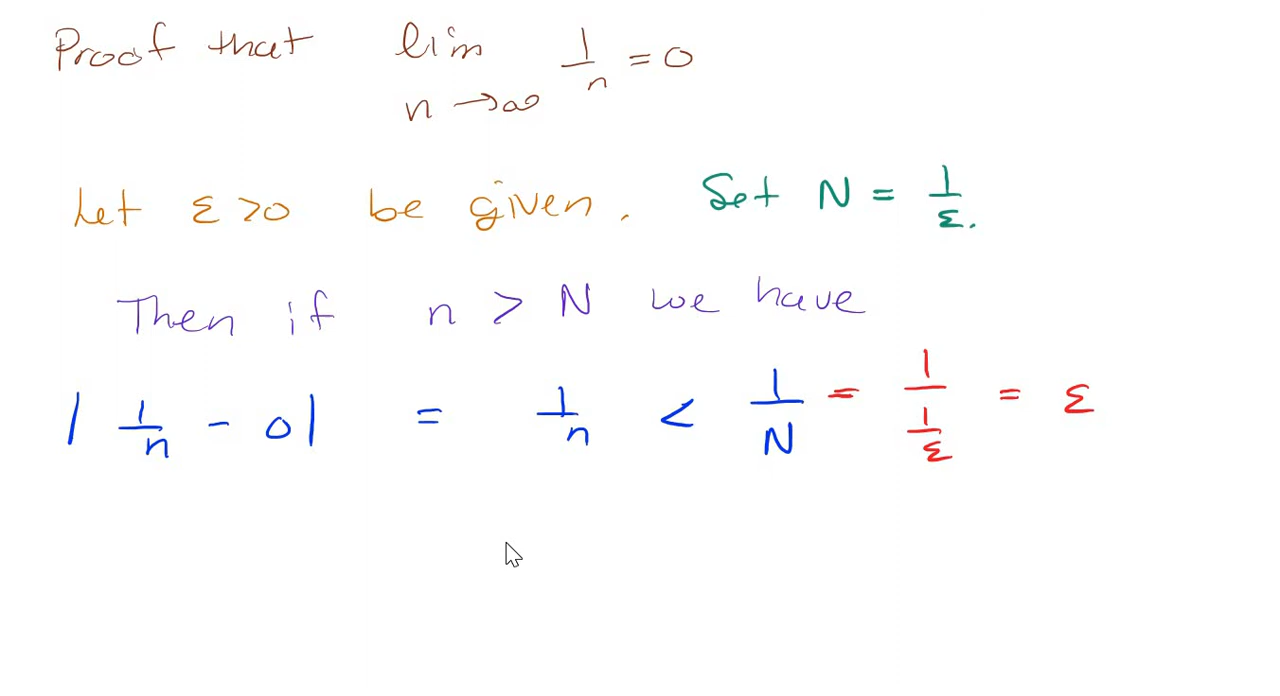 Proof that lim n→∞ 1/n = 0
Let ε>0 be given. Set N = 1/ε.
Then if n > N we have
| 1/n - 0 | = 1/n < 1/N = 1/(1/ε) = ε